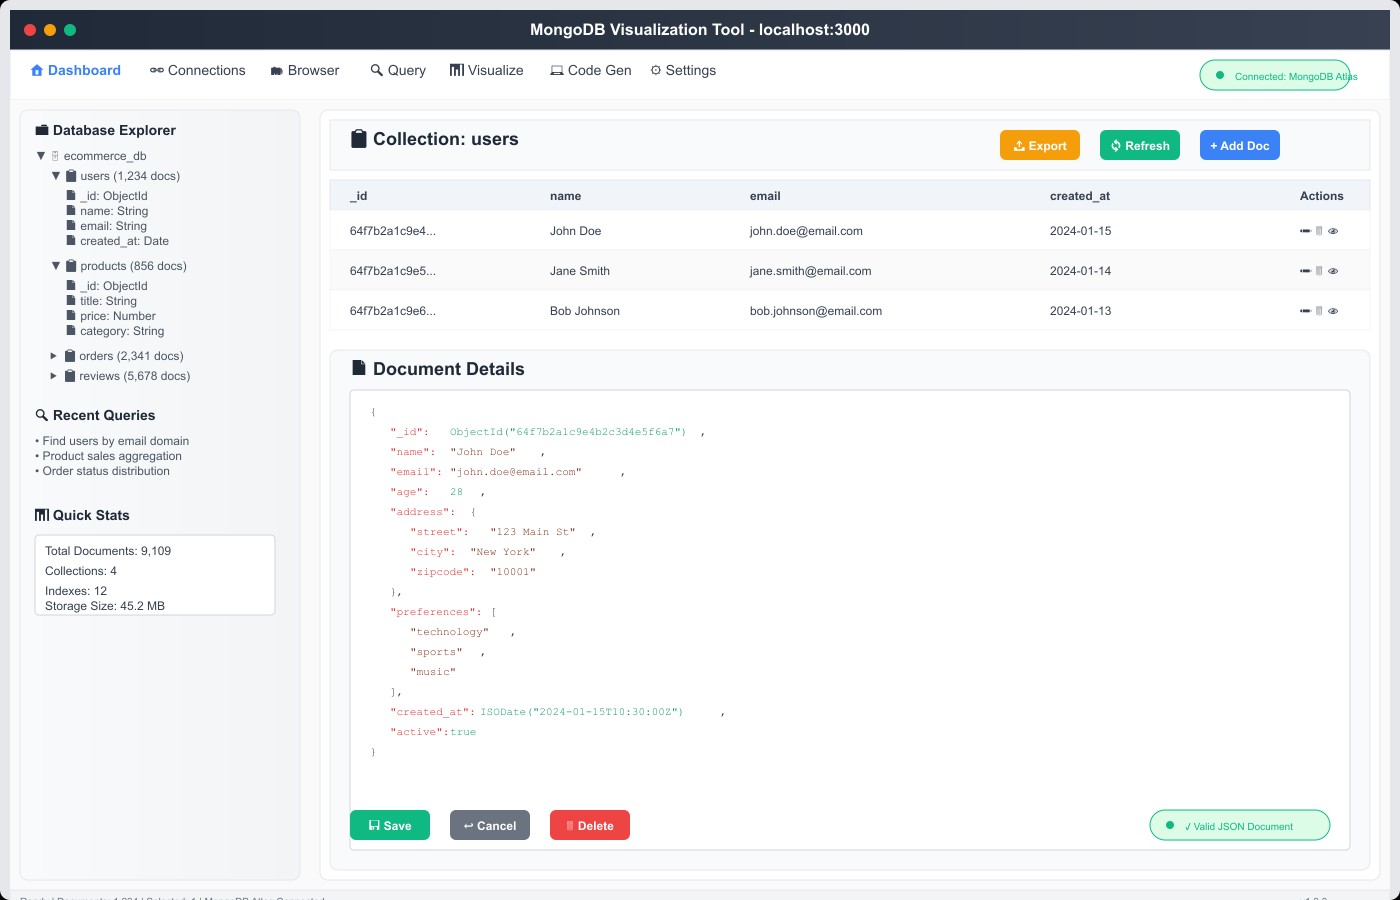 MongoDB Visualization Tool - localhost:3000
Dashboard Connections Browser Query Visualize Code Gen Settings
Connected: MongoDB Atlas
Database Explorer
ecommerce_db
users (1,234 docs)
_id: ObjectId
name: String
email: String
created_at: Date
products (856 docs)
_id: ObjectId
title: String
price: Number
category: String
orders (2,341 docs)
reviews (5,678 docs)
Recent Queries
• Find users by email domain
• Product sales aggregation
• Order status distribution
Quick Stats
Total Documents: 9,109
Collections: 4
Indexes: 12
Storage Size: 45.2 MB
Collection: users
Export
Refresh
+ Add Doc
_id name email created_at Actions
64f7b2a1c9e4... John Doe john.doe@email.com 2024-01-15
64f7b2a1c9e5... Jane Smith jane.smith@email.com 2024-01-14
64f7b2a1c9e6... Bob Johnson bob.johnson@email.com 2024-01-13
Document Details
{
"_id": ObjectId("64f7b2a1c9e4b2c3d4e5f6a7") ,
"name": "John Doe" ,
"email": "john.doe@email.com" ,
"age": 28 ,
"address": {
"street": "123 Main St" ,
"city": "New York" ,
"zipcode": "10001"
},
"preferences": [
"technology" ,
"sports" ,
"music"
],
"created_at": ISODate("2024-01-15T10:30:00Z") ,
"active": true
}
Save
Cancel
Delete
✓ Valid JSON Document